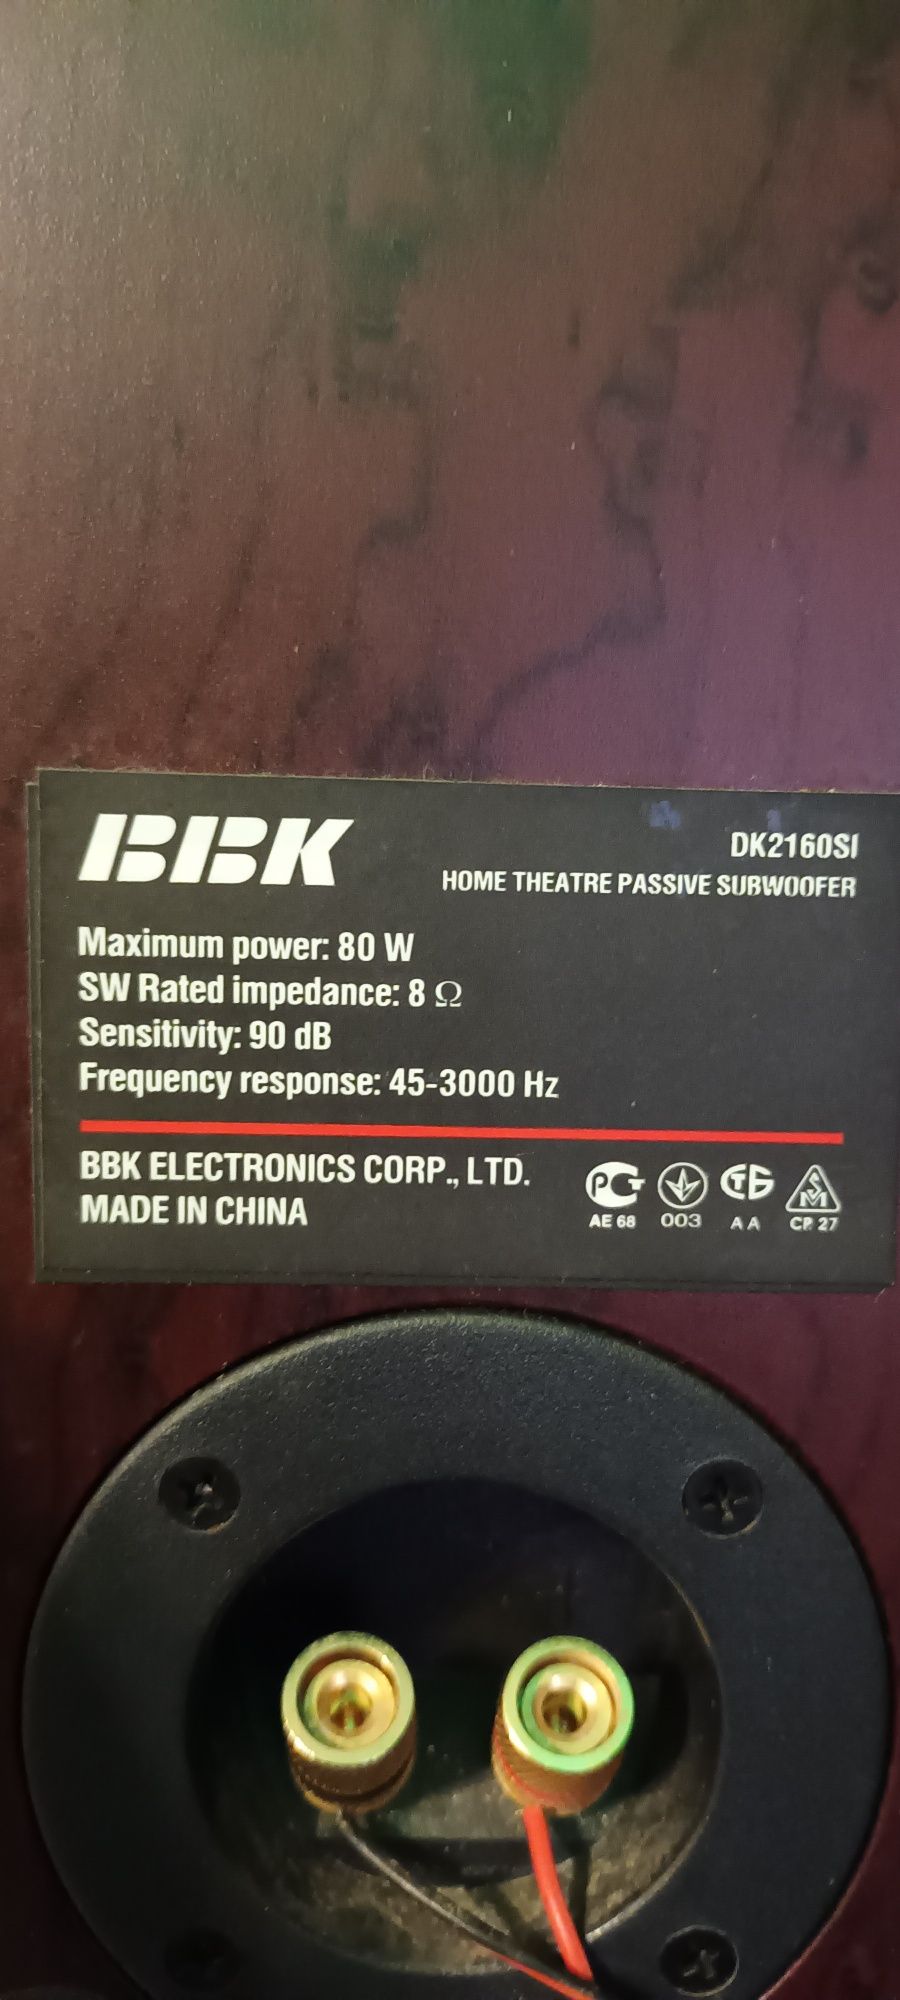 BBK
DK2160SI
HOME THEATRE PASSIVE SUBWOOFER
Maximum power: 80 W
SW Rated impedance: 8 Ω
Sensitivity: 90 dB
Frequency response: 45-3000 Hz
BBK ELECTRONICS CORP., LTD.
MADE IN CHINA
AE 68
003
A A
CP. 27